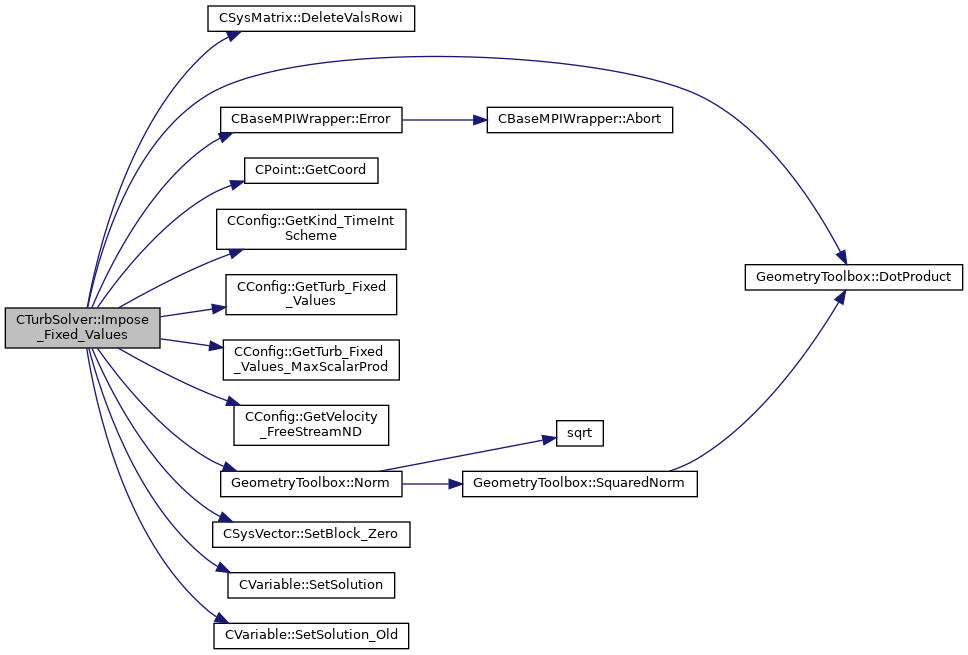 CSysMatrix::DeleteValsRowi
CBaseMPIWrapper::Error
CBaseMPIWrapper::Abort
CPoint::GetCoord
CConfig::GetKind_TimeInt
Scheme
GeometryToolbox::DotProduct
CConfig::GetTurb_Fixed
_Values
CTurbSolver::Impose
_Fixed_Values
CConfig::GetTurb_Fixed
_Values_MaxScalarProd
CConfig::GetVelocity
_FreeStreamND
sqrt
GeometryToolbox::Norm
GeometryToolbox::SquaredNorm
CSysVector::SetBlock_Zero
CVariable::SetSolution
CVariable::SetSolution_Old